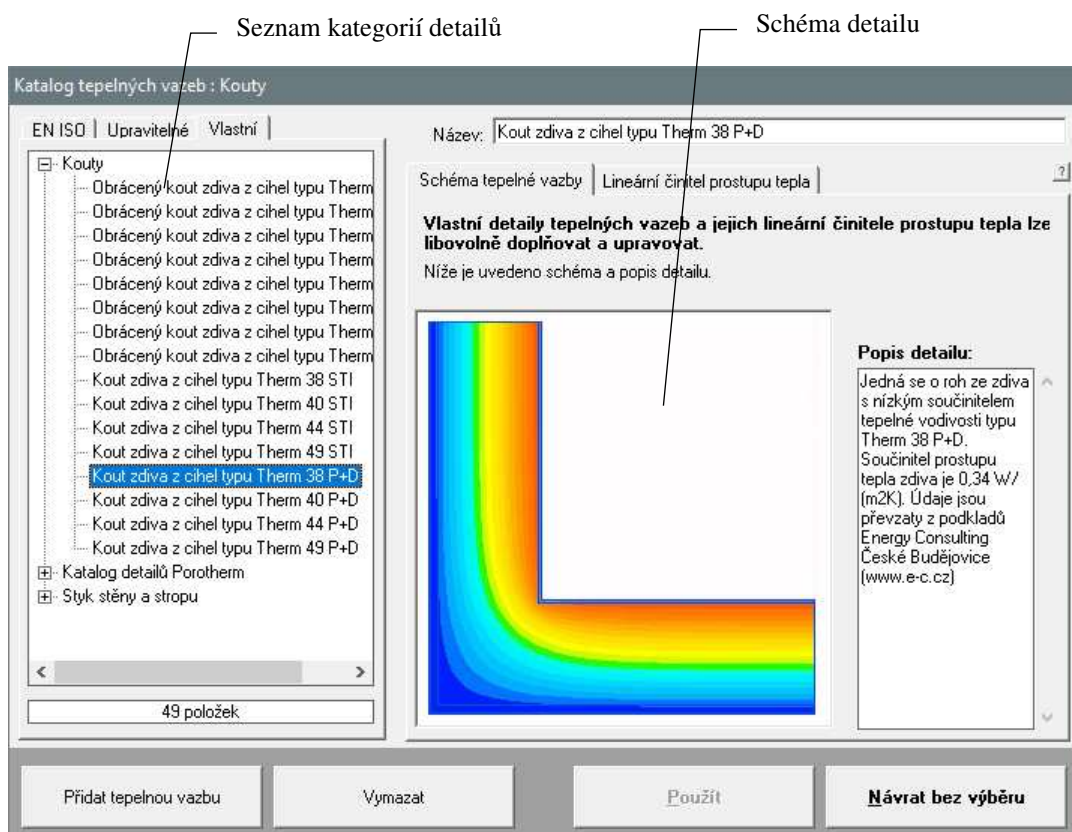 Seznam kategorií detailů
Schéma detailu
Katalog tepelných vazeb : Kouty
EN ISO
Upravitelné
Vlastní
Kouty
Obrácený kout zdiva z cihel typu Therm
Obrácený kout zdiva z cihel typu Therm
Obrácený kout zdiva z cihel typu Therm
Obrácený kout zdiva z cihel typu Therm
Obrácený kout zdiva z cihel typu Therm
Obrácený kout zdiva z cihel typu Therm
Obrácený kout zdiva z cihel typu Therm
Obrácený kout zdiva z cihel typu Therm
Kout zdiva z cihel typu Therm 38 STI
Kout zdiva z cihel typu Therm 40 STI
Kout zdiva z cihel typu Therm 44 STI
Kout zdiva z cihel typu Therm 49 STI
Kout zdiva z cihel typu Therm 38 P+D
Kout zdiva z cihel typu Therm 40 P+D
Kout zdiva z cihel typu Therm 44 P+D
Kout zdiva z cihel typu Therm 49 P+D
Katalog detailů Porotherm
Styk stěny a stropu
49 položek
Název: Kout zdiva z cihel typu Therm 38 P+D
Schéma tepelné vazby
Lineární činitel prostupu tepla
?
Vlastní detaily tepelných vazeb a jejich lineární činitele prostupu tepla lze
libovolně doplňovat a upravovat.
Níže je uvedeno schéma a popis detailu.
Popis detailu:
Jedná se o roh ze zdiva
s nízkým součinitelem
tepelné vodivosti typu
Therm 38 P+D.
Součinitel prostupu
tepla zdiva je 0,34 W/
(m2K). Údaje jsou
převzaty z podkladů
Energy Consulting
České Budějovice
(www.e-c.cz)
Přidat tepelnou vazbu
Vymazat
Použít
Návrat bez výběru